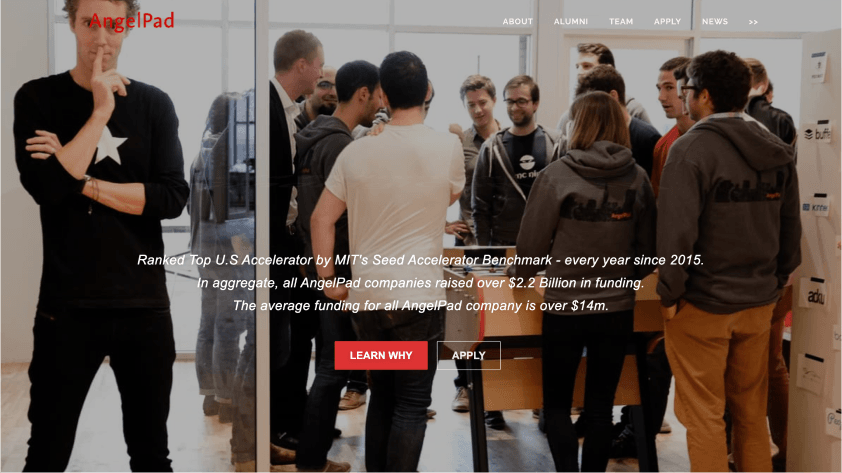 AngelPad
ABOUT ALUMNI TEAM APPLY NEWS >>
Ranked Top U.S Accelerator by MIT's Seed Accelerator Benchmark - every year since 2015.
In aggregate, all AngelPad companies raised over $2.2 Billion in funding.
The average funding for all AngelPad company is over $14m.
LEARN WHY APPLY